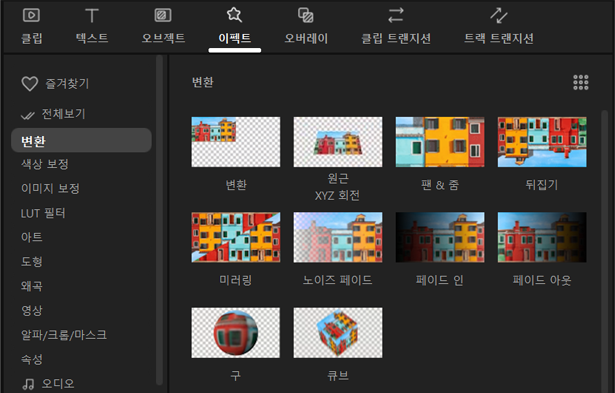 클립 텍스트 오브젝트 이펙트 오버레이 클립 트랜지션 트랙 트랜지션
즐겨찾기
전체보기
변환
색상 보정
이미지 보정
LUT 필터
아트
도형
왜곡
영상
알파/크롭/마스크
속성
오디오
변환
변환
원근
XYZ 회전
팬 & 줌
뒤집기
미러링
노이즈 페이드
페이드 인
페이드 아웃
구
큐브